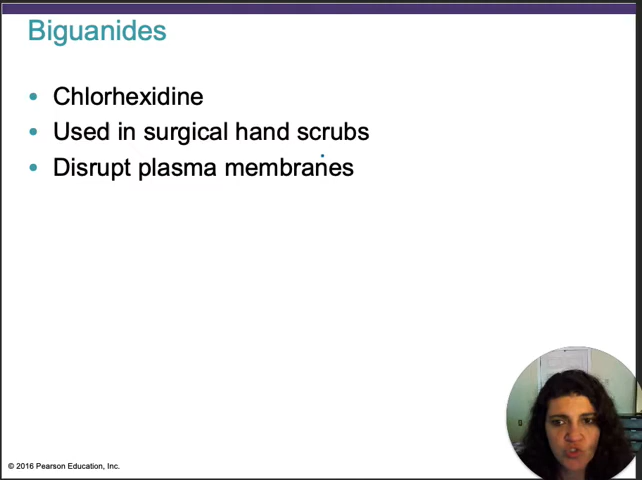 Biguanides
• Chlorhexidine
• Used in surgical hand scrubs
• Disrupt plasma membranes
© 2016 Pearson Education, Inc.